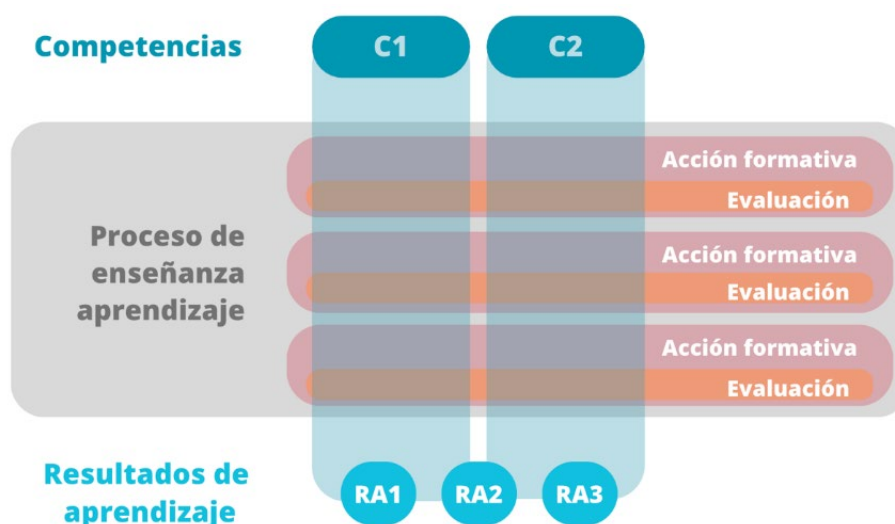 Competencias
C1
C2
Acción formativa
Evaluación
Proceso de
enseñanza
aprendizaje
Acción formativa
Evaluación
Acción formativa
Evaluación
Resultados de
aprendizaje
RA1
RA2
RA3